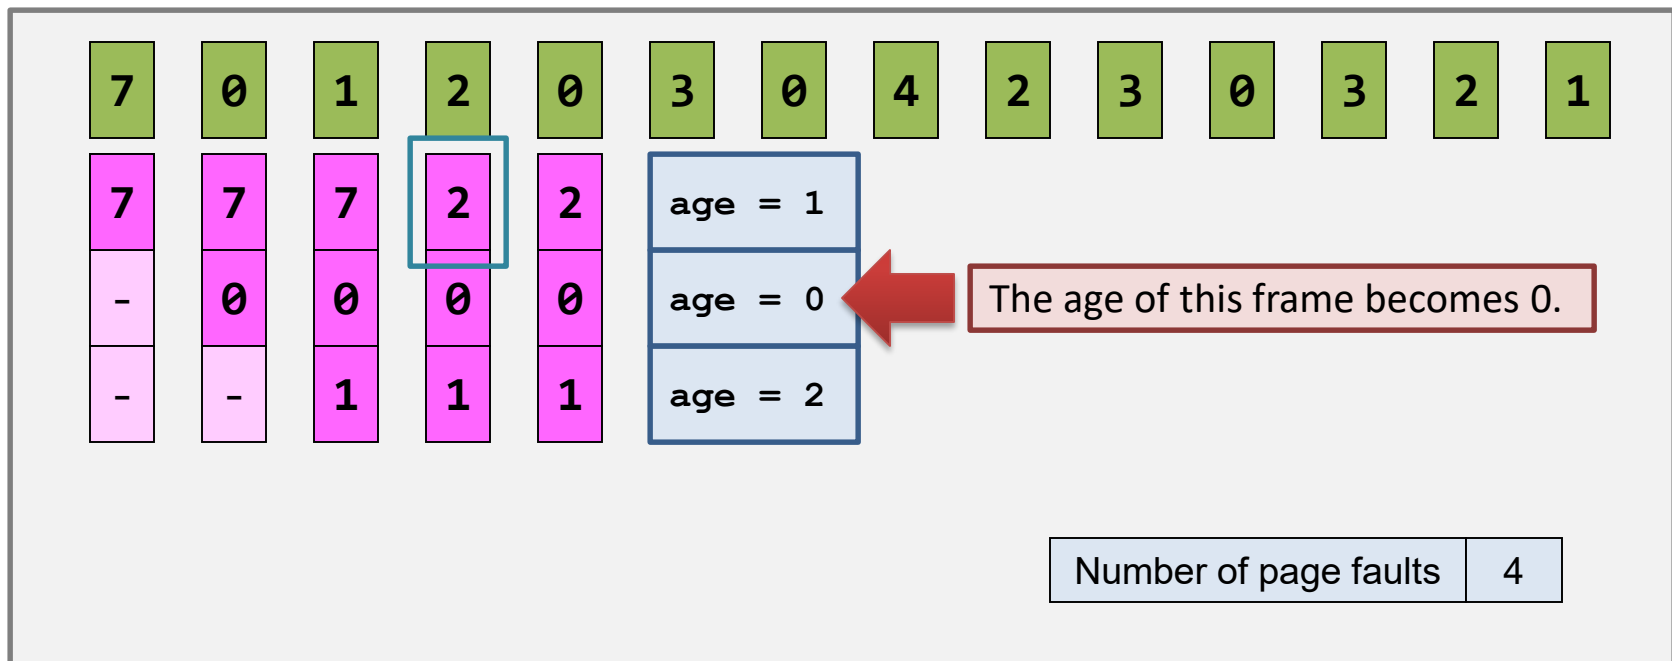 7 0 1 2 0 3 0 4 2 3 0 3 2 1
7 7 7 2 2 age = 1
- 0 0 0 0 age = 0 The age of this frame becomes 0.
- - 1 1 1 age = 2
Number of page faults 4